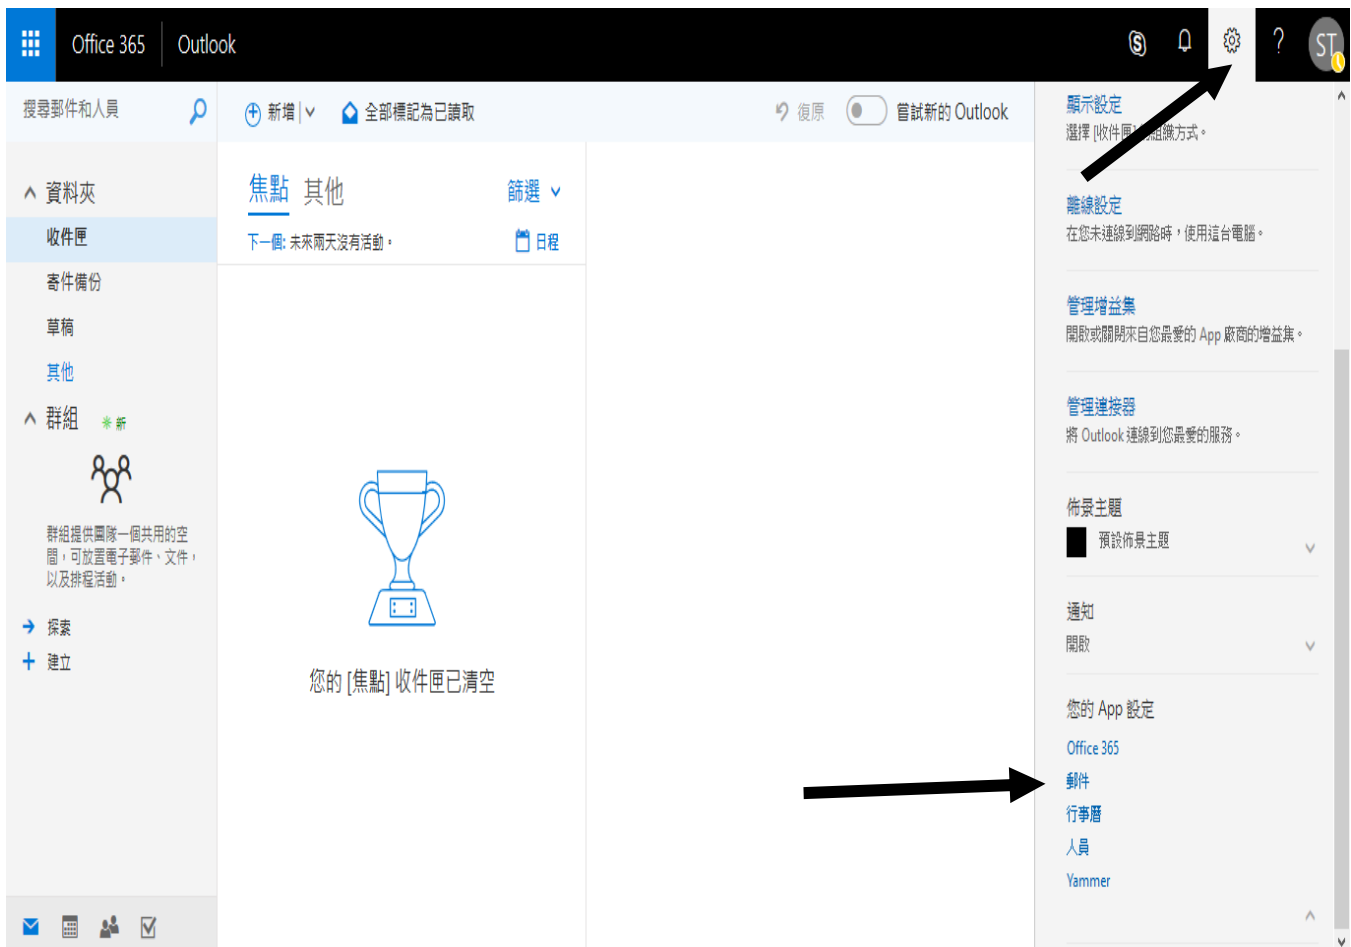 Office 365 Outlook
S ? ST
搜尋郵件和人員
新增 全部標記為已讀取 復原 嘗試新的 Outlook
資料夾
收件匣
寄件備份
草稿
其他
群組 新
群組提供團隊一個共用的空
間，可放置電子郵件、文件，
以及排程活動。
探索
建立
焦點 其他 篩選
下一個: 未來兩天沒有活動。 日程
您的 [焦點] 收件匣已清空
顯示設定
選擇 [收件匣] 組織方式。
離線設定
在您未連線到網路時，使用這台電腦。
管理增益集
開啟或關閉來自您最愛的 App 廠商的增益集。
管理連接器
將 Outlook 連線到您最愛的服務。
佈景主題
預設佈景主題
通知
開啟
您的 App 設定
Office 365
郵件
行事曆
人員
Yammer